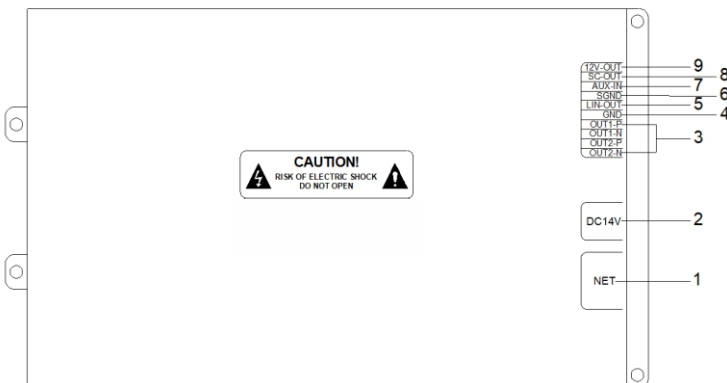 12V-OUT 9
SC-OUT 8
AUX-IN 7
SGND 6
LIN-OUT 5
GND 4
OUT1-P
OUT1-N 3
OUT2-P
OUT2-N
CAUTION!
RISK OF ELECTRIC SHOCK
DO NOT OPEN
DC14V 2
NET 1